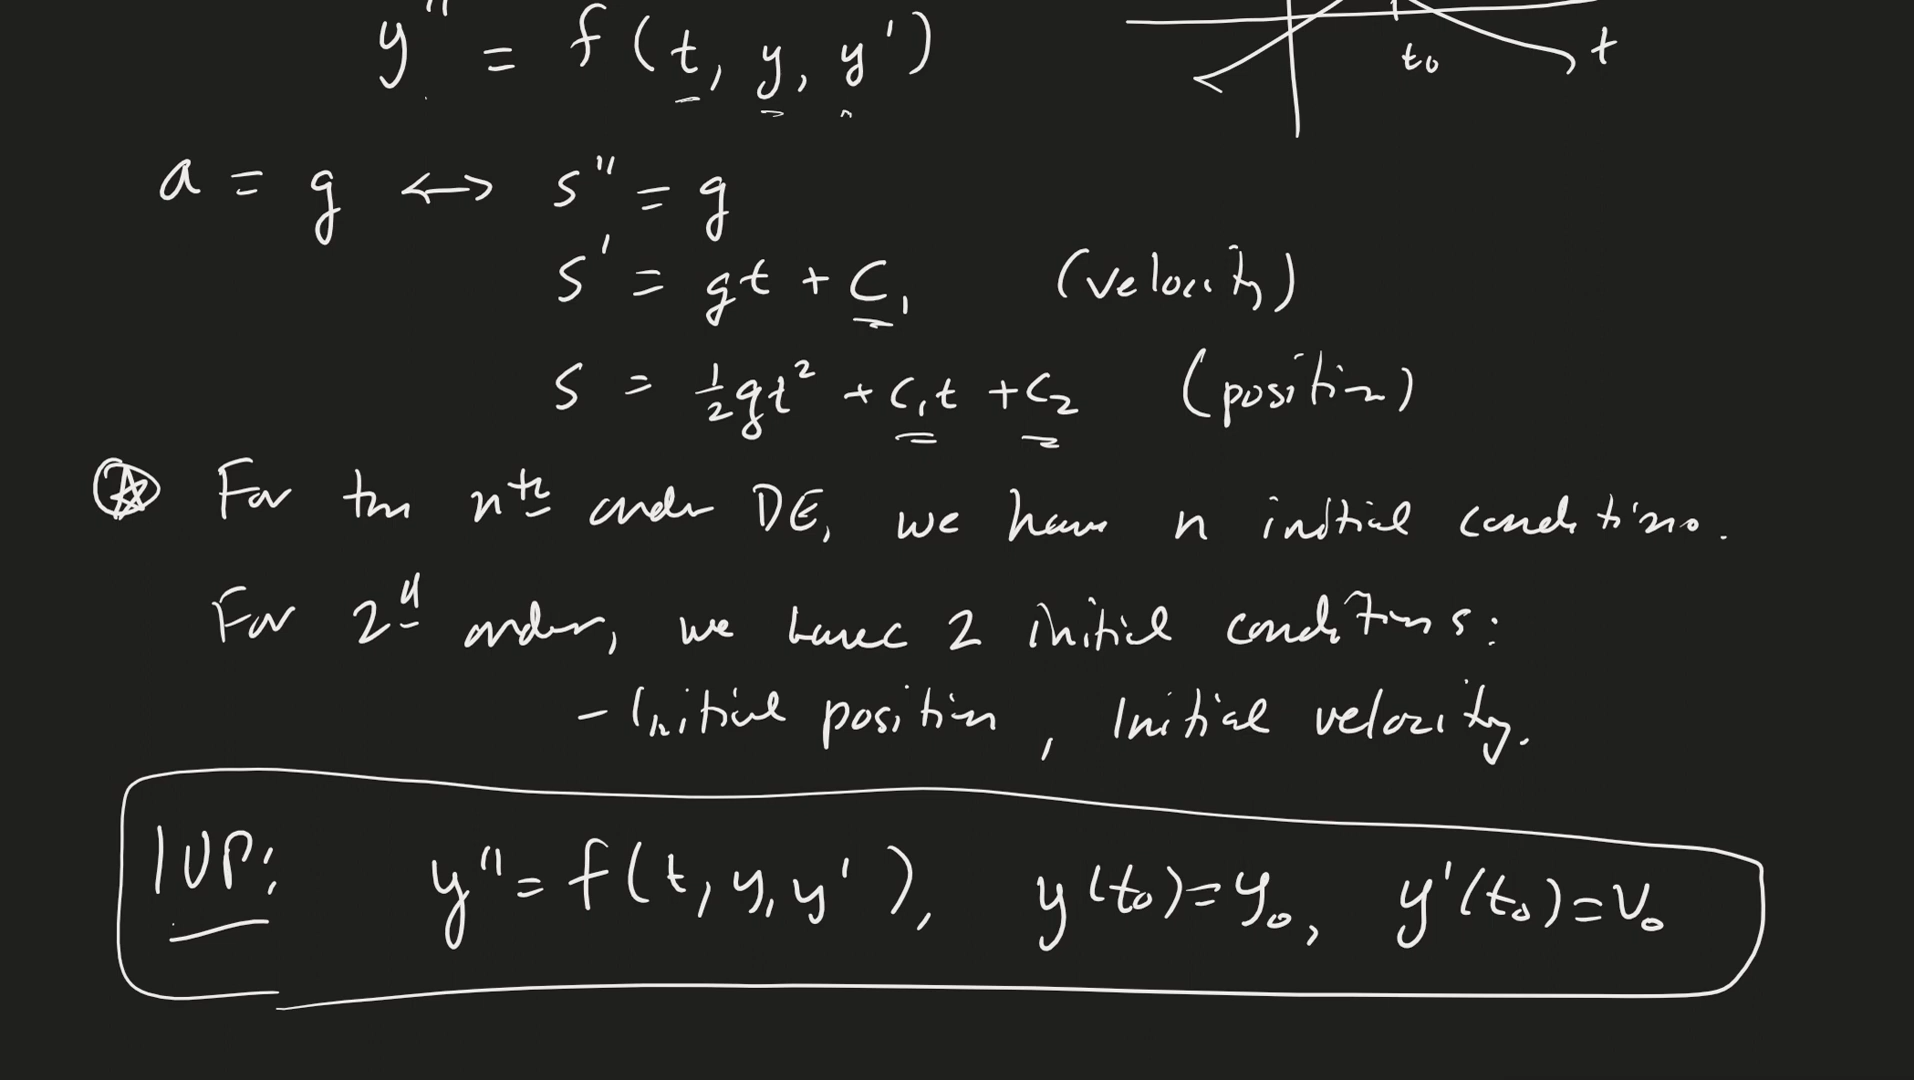 y'' = f(t, y, y')
t₀ t
a = g ↔ s'' = g
s' = gt + C₁ (velocity)
s = ½gt² + C₁t + C₂ (position)
For the nth order DE, we have n initial conditions.
For 2nd order, we have 2 initial conditions:
- Initial position, Initial velocity.
IVP: y'' = f(t, y, y'), y(t₀)=y₀, y'(t₀)=v₀